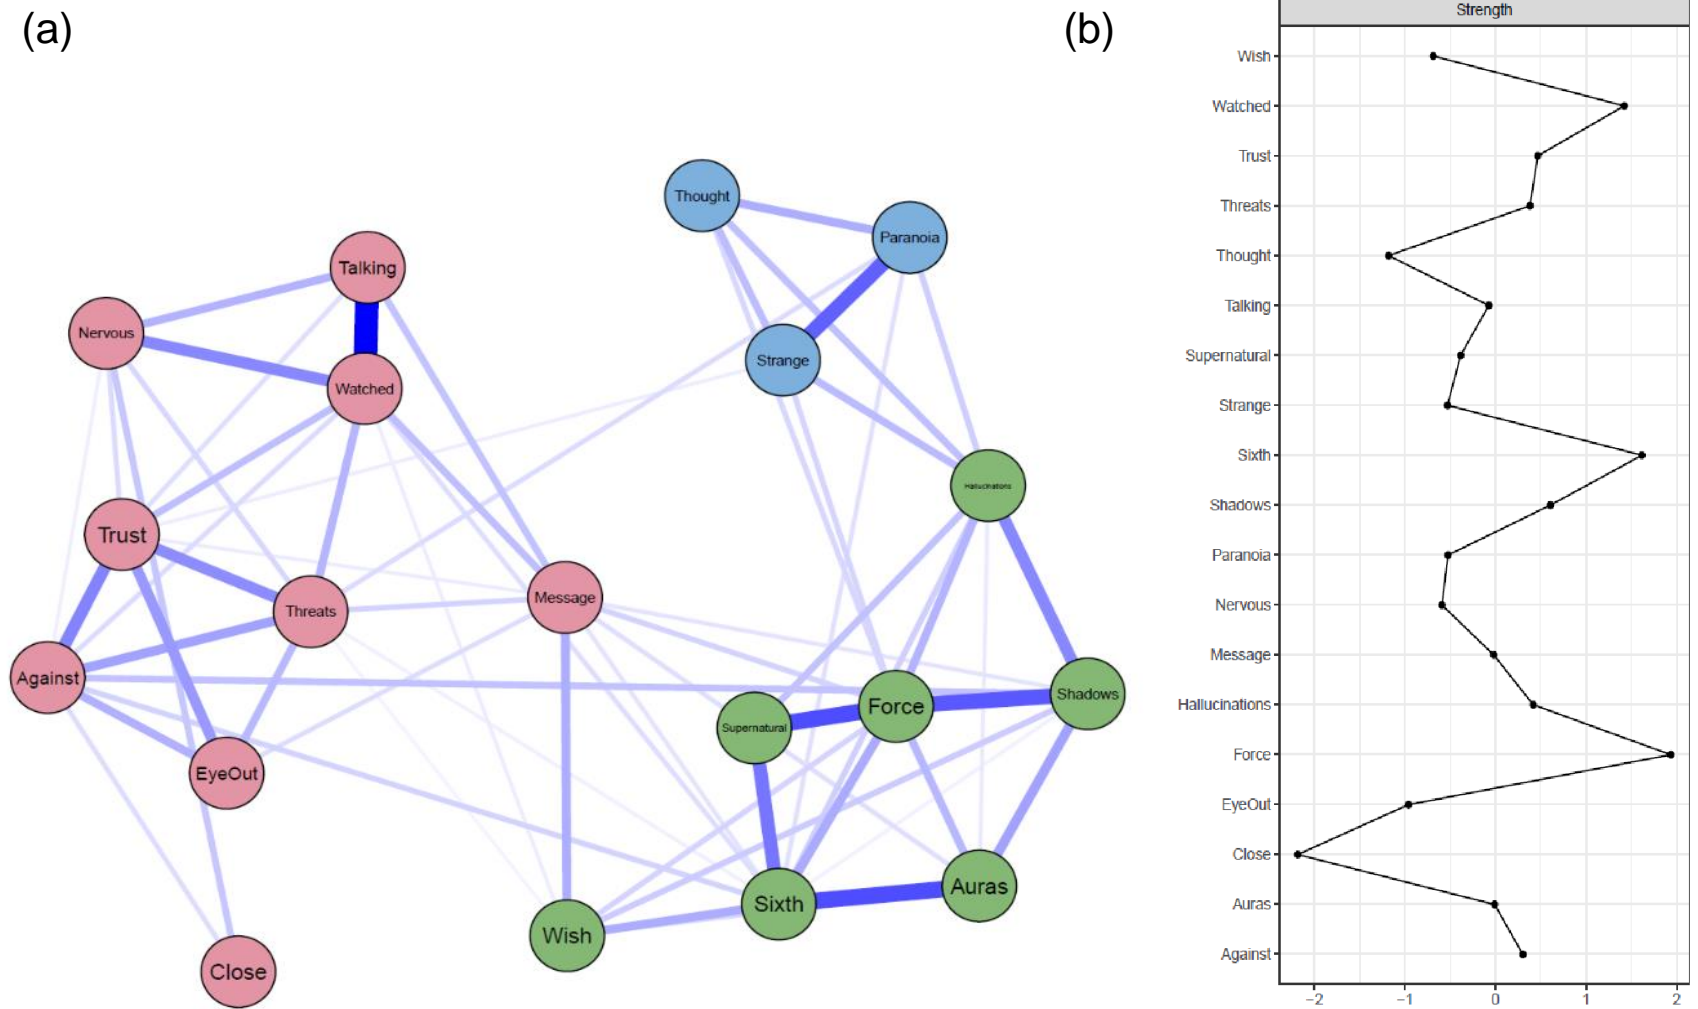 (a)
Thought
Paranoia
Talking
Nervous
Strange
Watched
Hallucinations
Trust
Message
Threats
Against
Shadows
Force
Supernatural
EyeOut
Auras
Sixth
Wish
Close
(b)
Strength
Wish
Watched
Trust
Threats
Thought
Talking
Supernatural
Strange
Sixth
Shadows
Paranoia
Nervous
Message
Hallucinations
Force
EyeOut
Close
Auras
Against
−2 −1 0 1 2